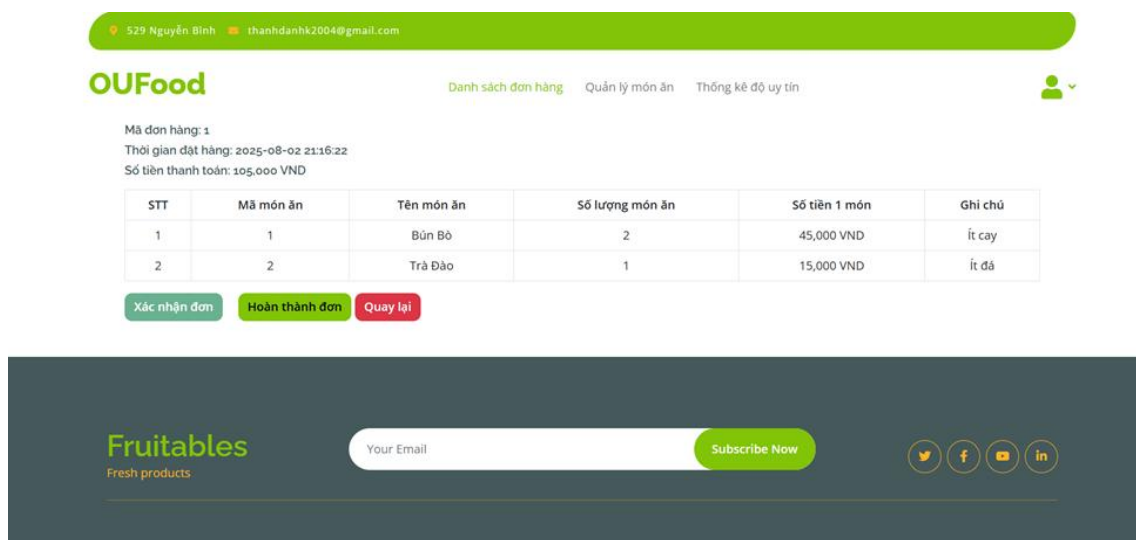 529 Nguyễn Bỉnh thanhdanhk2004@gmail.com
OUFood Danh sách đơn hàng Quản lý món ăn Thống kê độ uy tín
Mã đơn hàng: 1
Thời gian đặt hàng: 2025-08-02 21:16:22
Số tiền thanh toán: 105,000 VND
STT Mã món ăn Tên món ăn Số lượng món ăn Số tiền 1 món Ghi chú
1 1 Bún Bò 2 45,000 VND Ít cay
2 2 Trà Đào 1 15,000 VND Ít đá
Xác nhận đơn Hoàn thành đơn Quay lại
Fruitables
Fresh products
Your Email Subscribe Now